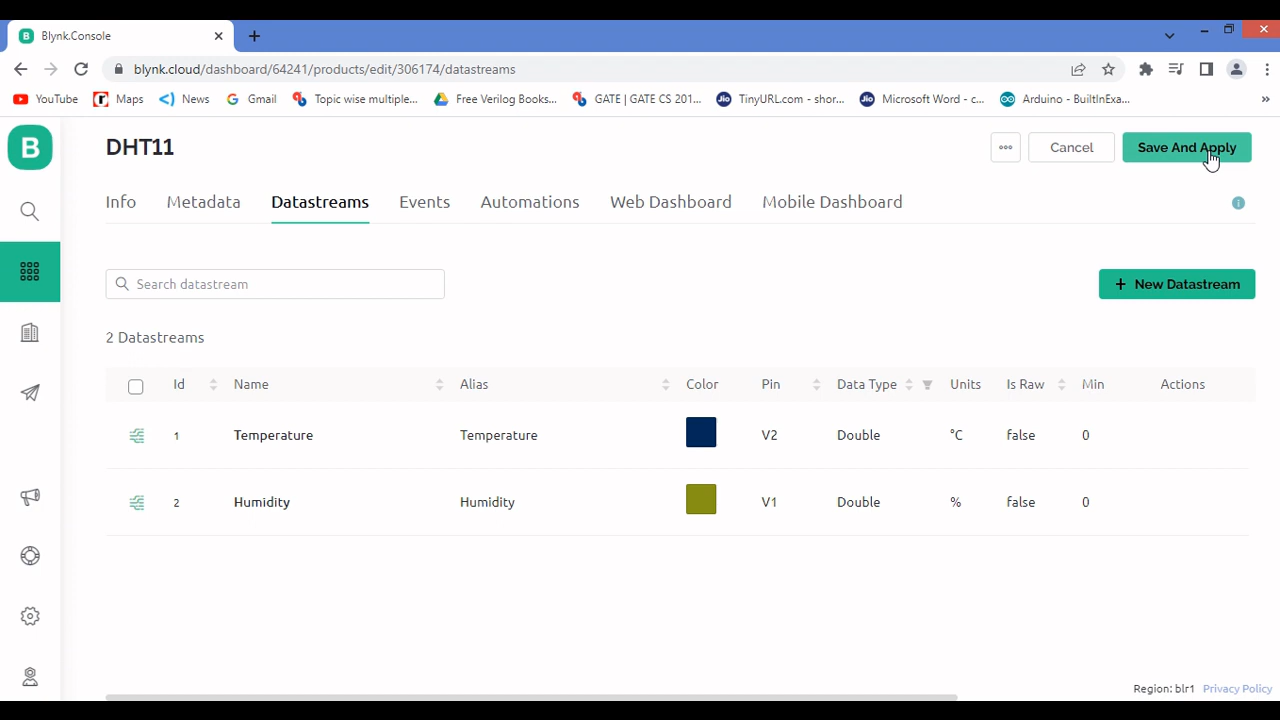 B Blynk.Console
blynk.cloud/dashboard/64241/products/edit/306174/datastreams
YouTube Maps News Gmail Topic wise multiple... Free Verilog Books... GATE | GATE CS 201... Jio TinyURL.com - shor... Jio Microsoft Word - c... Arduino - BuiltInExa... »
B DHT11 Cancel Save And Apply
Info Metadata Datastreams Events Automations Web Dashboard Mobile Dashboard
Search datastream + New Datastream
2 Datastreams
Id Name Alias Color Pin Data Type Units Is Raw Min Actions
1 Temperature Temperature V2 Double °C false 0
2 Humidity Humidity V1 Double % false 0
Region: blr1 Privacy Policy